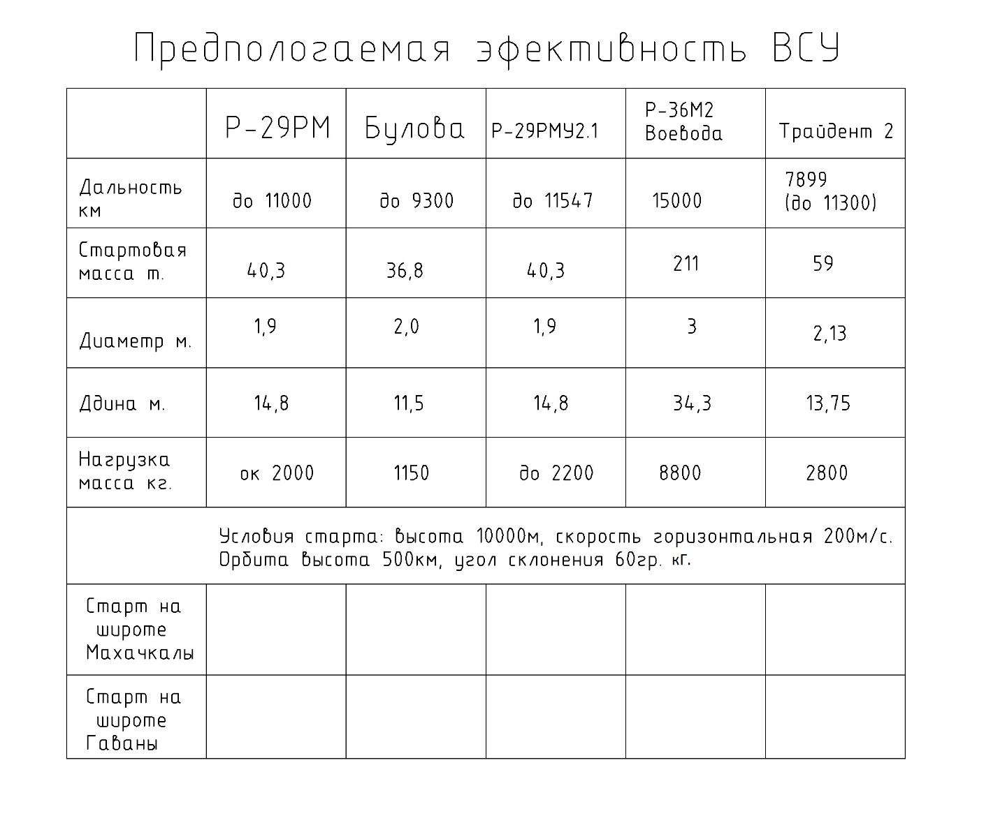 Предпологаемая эфективность ВСУ
Р-29РМ
Булова
Р-29РМУ2.1
Р-36М2
Воевода
Трайдент 2
Дальность
км
до 11000
до 9300
до 11547
15000
7899
(до 11300)
Стартовая
масса т.
40,3
36,8
40,3
211
59
Диаметр м.
1,9
2,0
1,9
3
2,13
Ддина м.
14,8
11,5
14,8
34,3
13,75
Нагрузка
масса кг.
ок 2000
1150
до 2200
8800
2800
Условия старта: высота 10000м, скорость горизонтальная 200м/с.
Орбита высота 500км, угол склонения 60гр. кг.
Старт на
широте
Махачкалы
Старт на
широте
Гаваны